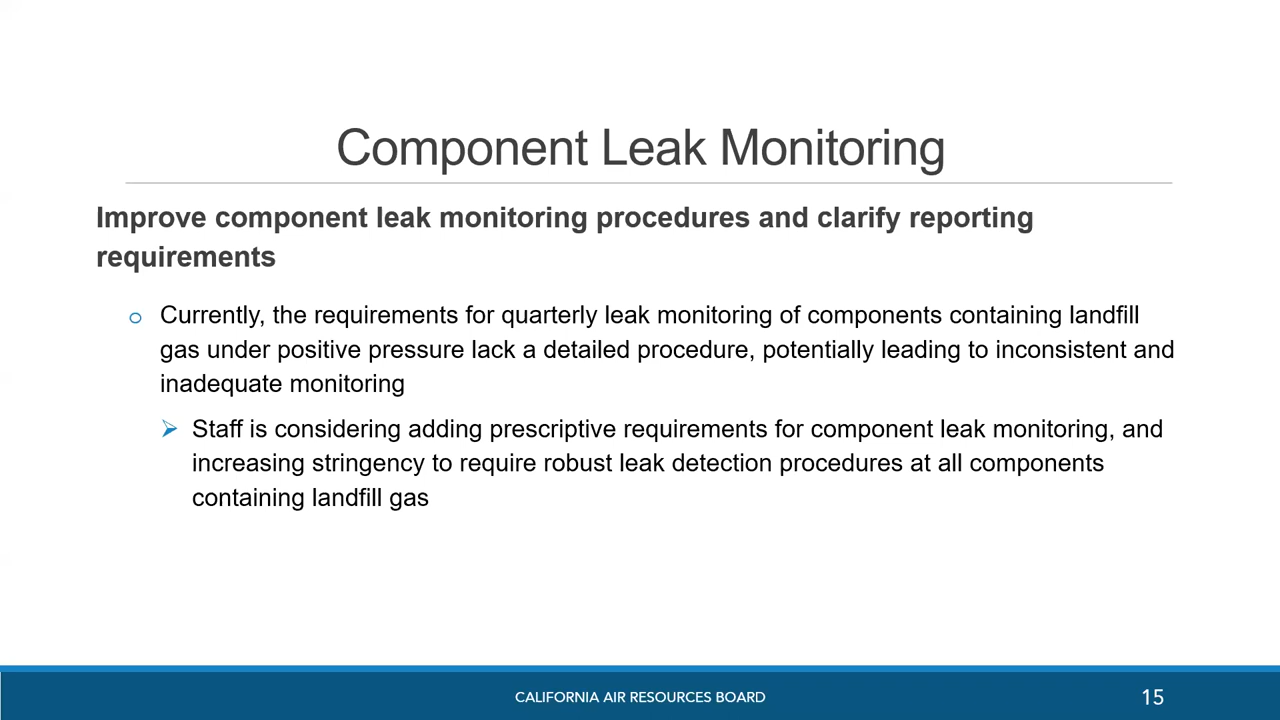 Component Leak Monitoring
Improve component leak monitoring procedures and clarify reporting
requirements
o Currently, the requirements for quarterly leak monitoring of components containing landfill
gas under positive pressure lack a detailed procedure, potentially leading to inconsistent and
inadequate monitoring
➢ Staff is considering adding prescriptive requirements for component leak monitoring, and
increasing stringency to require robust leak detection procedures at all components
containing landfill gas
CALIFORNIA AIR RESOURCES BOARD
15